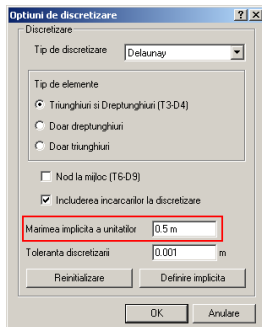 Optiuni de discretizare
Discretizare
Tip de discretizare Delaunay
Tip de elemente
Triunghiuri si Dreptunghiuri (T3-D4)
Doar dreptunghiuri
Doar triunghiuri
Nod la mijloc (T6-D9)
Includerea incarcarilor la discretizare
Marimea implicita a unitatilor 0.5 m
Toleranta discretizarii 0.001 m
Reinitializare Definire implicita
OK Anulare